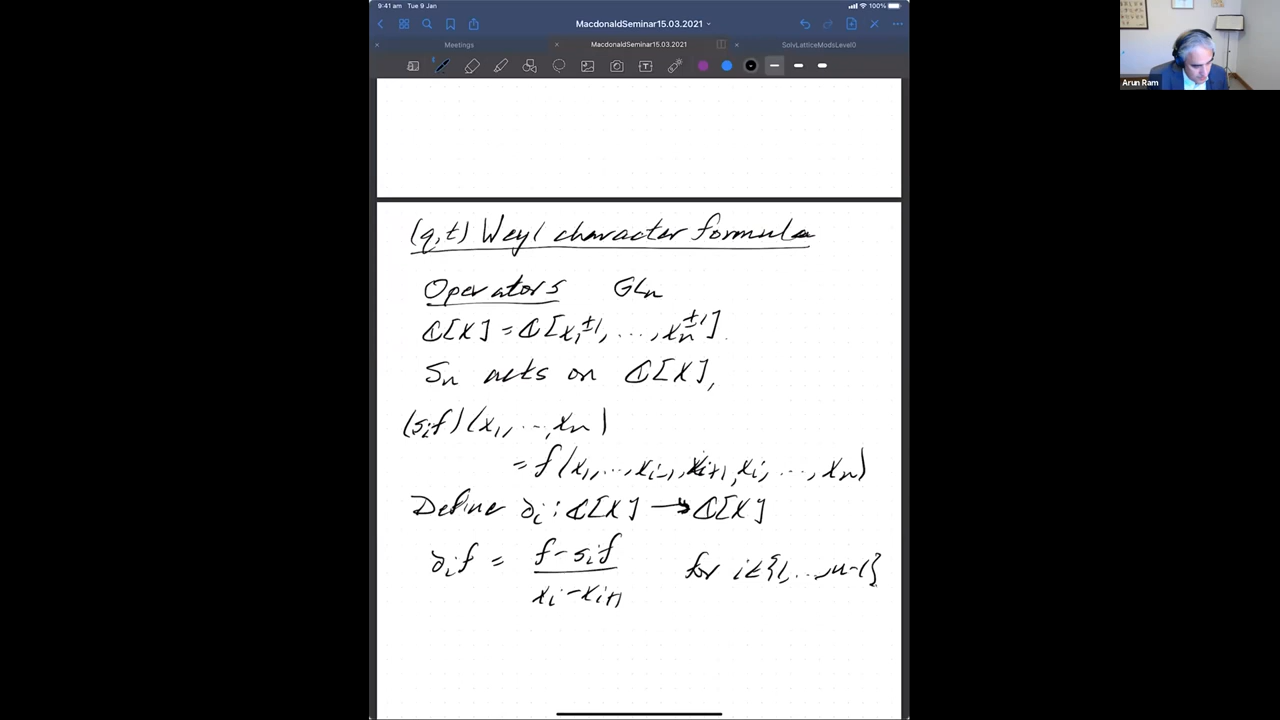 9:41 am Tue 9 Jan
100%
MacdonaldSeminar15.03.2021
Meetings
MacdonaldSeminar15.03.2021
SolvLatticeModsLevel0
Arun Ram
(q,t) Weyl character formula
Operators GLn
ℂ[X] = ℂ[x₁^±1, ..., xₙ^±1].
Sn acts on ℂ[X],
(sᵢf)(x₁, ..., xₙ)
= f(x₁, ..., xᵢ₋₁, xᵢ₊₁, xᵢ, ..., xₙ)
Define ∂ᵢ : ℂ[X] → ℂ[X]
∂ᵢf = (f - sᵢf)/(xᵢ - xᵢ₊₁) for i∈{1, ..., n-1}